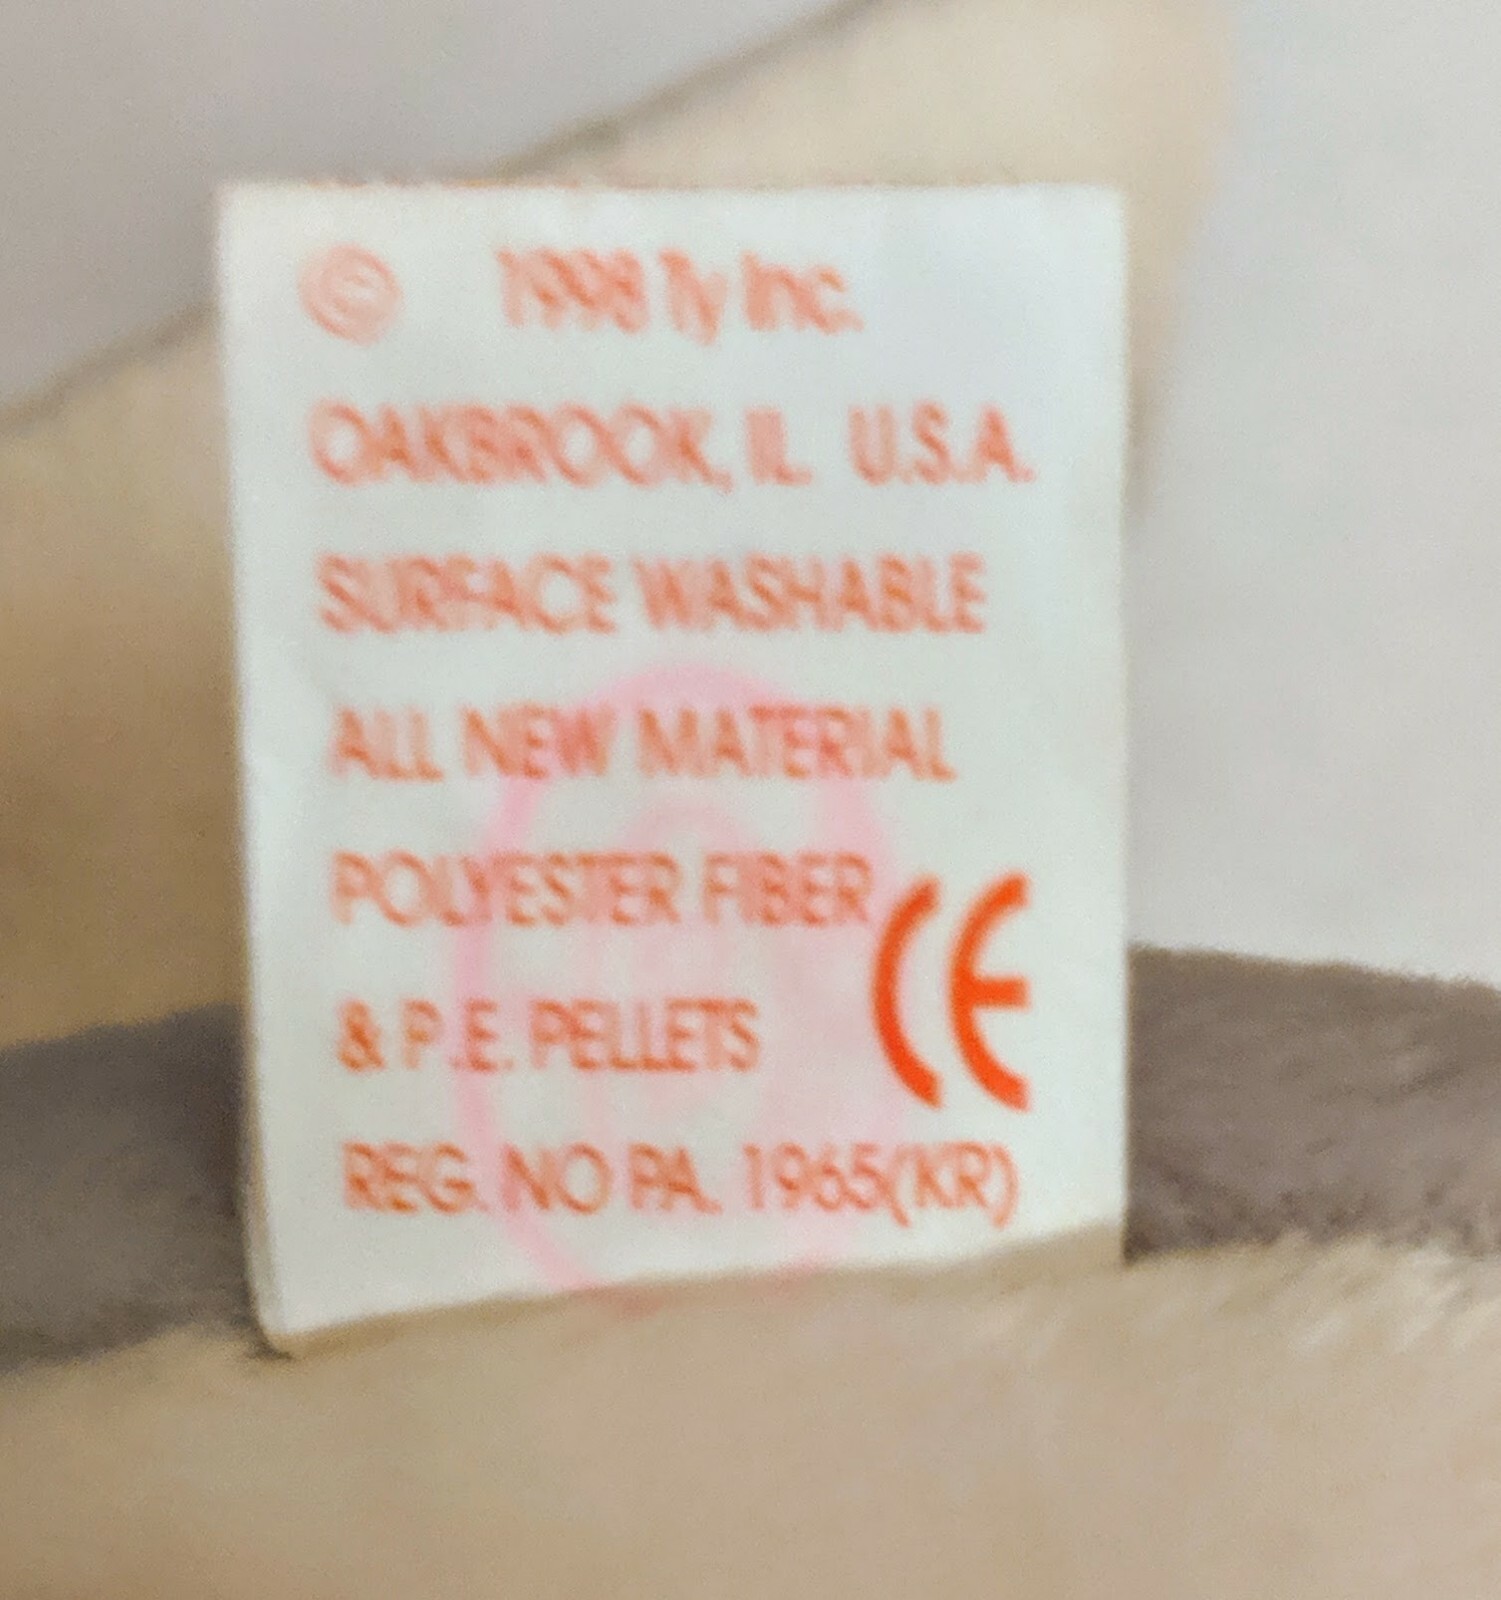 © 1998 Ty Inc.
OAKBROOK, IL U.S.A.
SURFACE WASHABLE
ALL NEW MATERIAL
POLYESTER FIBER
& P.E. PELLETS
CE
REG. NO PA. 1965(KR)